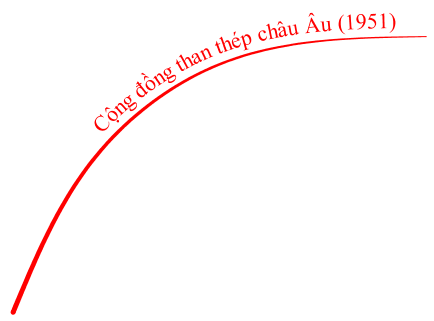 Cộng đồng than thép châu Âu (1951)